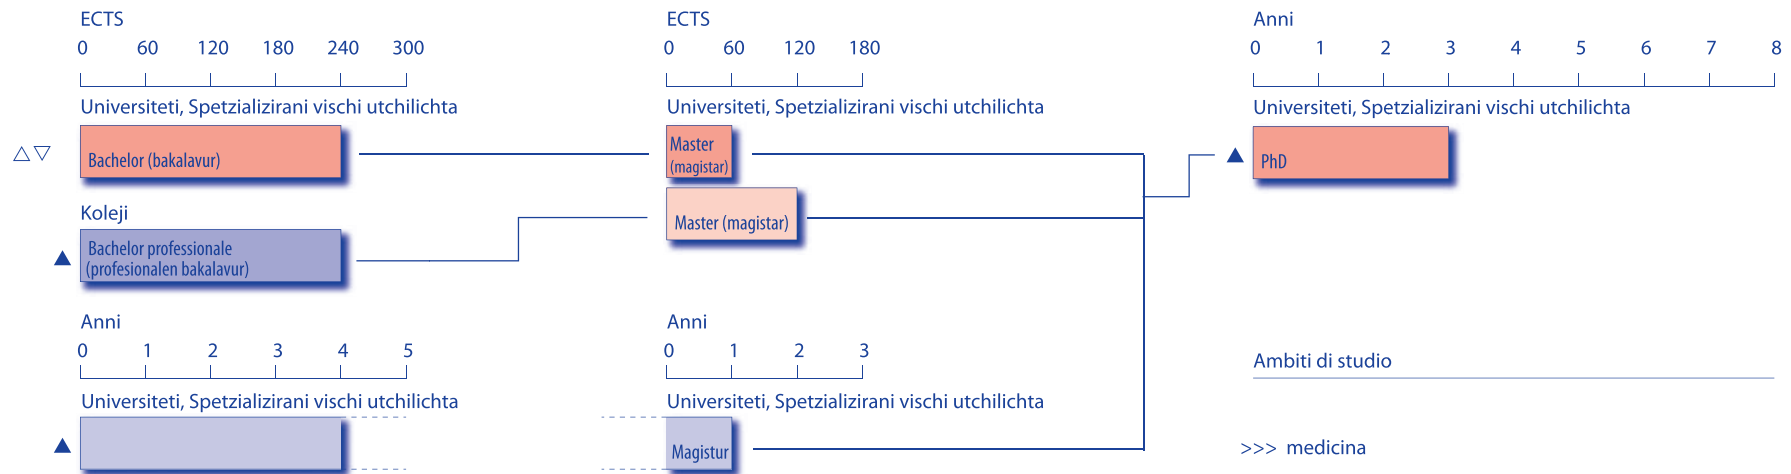 ECTS
0 60 120 180 240 300
Universiteti, Spetzializirani vischi utchilichta
Bachelor (bakalavur)
Koleji
Bachelor professionale
(profesionalen bakalavur)
Anni
0 1 2 3 4 5
Universiteti, Spetzializirani vischi utchilichta
ECTS
0 60 120 180
Universiteti, Spetzializirani vischi utchilichta
Master
(magistar)
Master (magistar)
Anni
0 1 2 3
Universiteti, Spetzializirani vischi utchilichta
Magistur
Anni
0 1 2 3 4 5 6 7 8
Universiteti, Spetzializirani vischi utchilichta
PhD
Ambiti di studio
>>> medicina